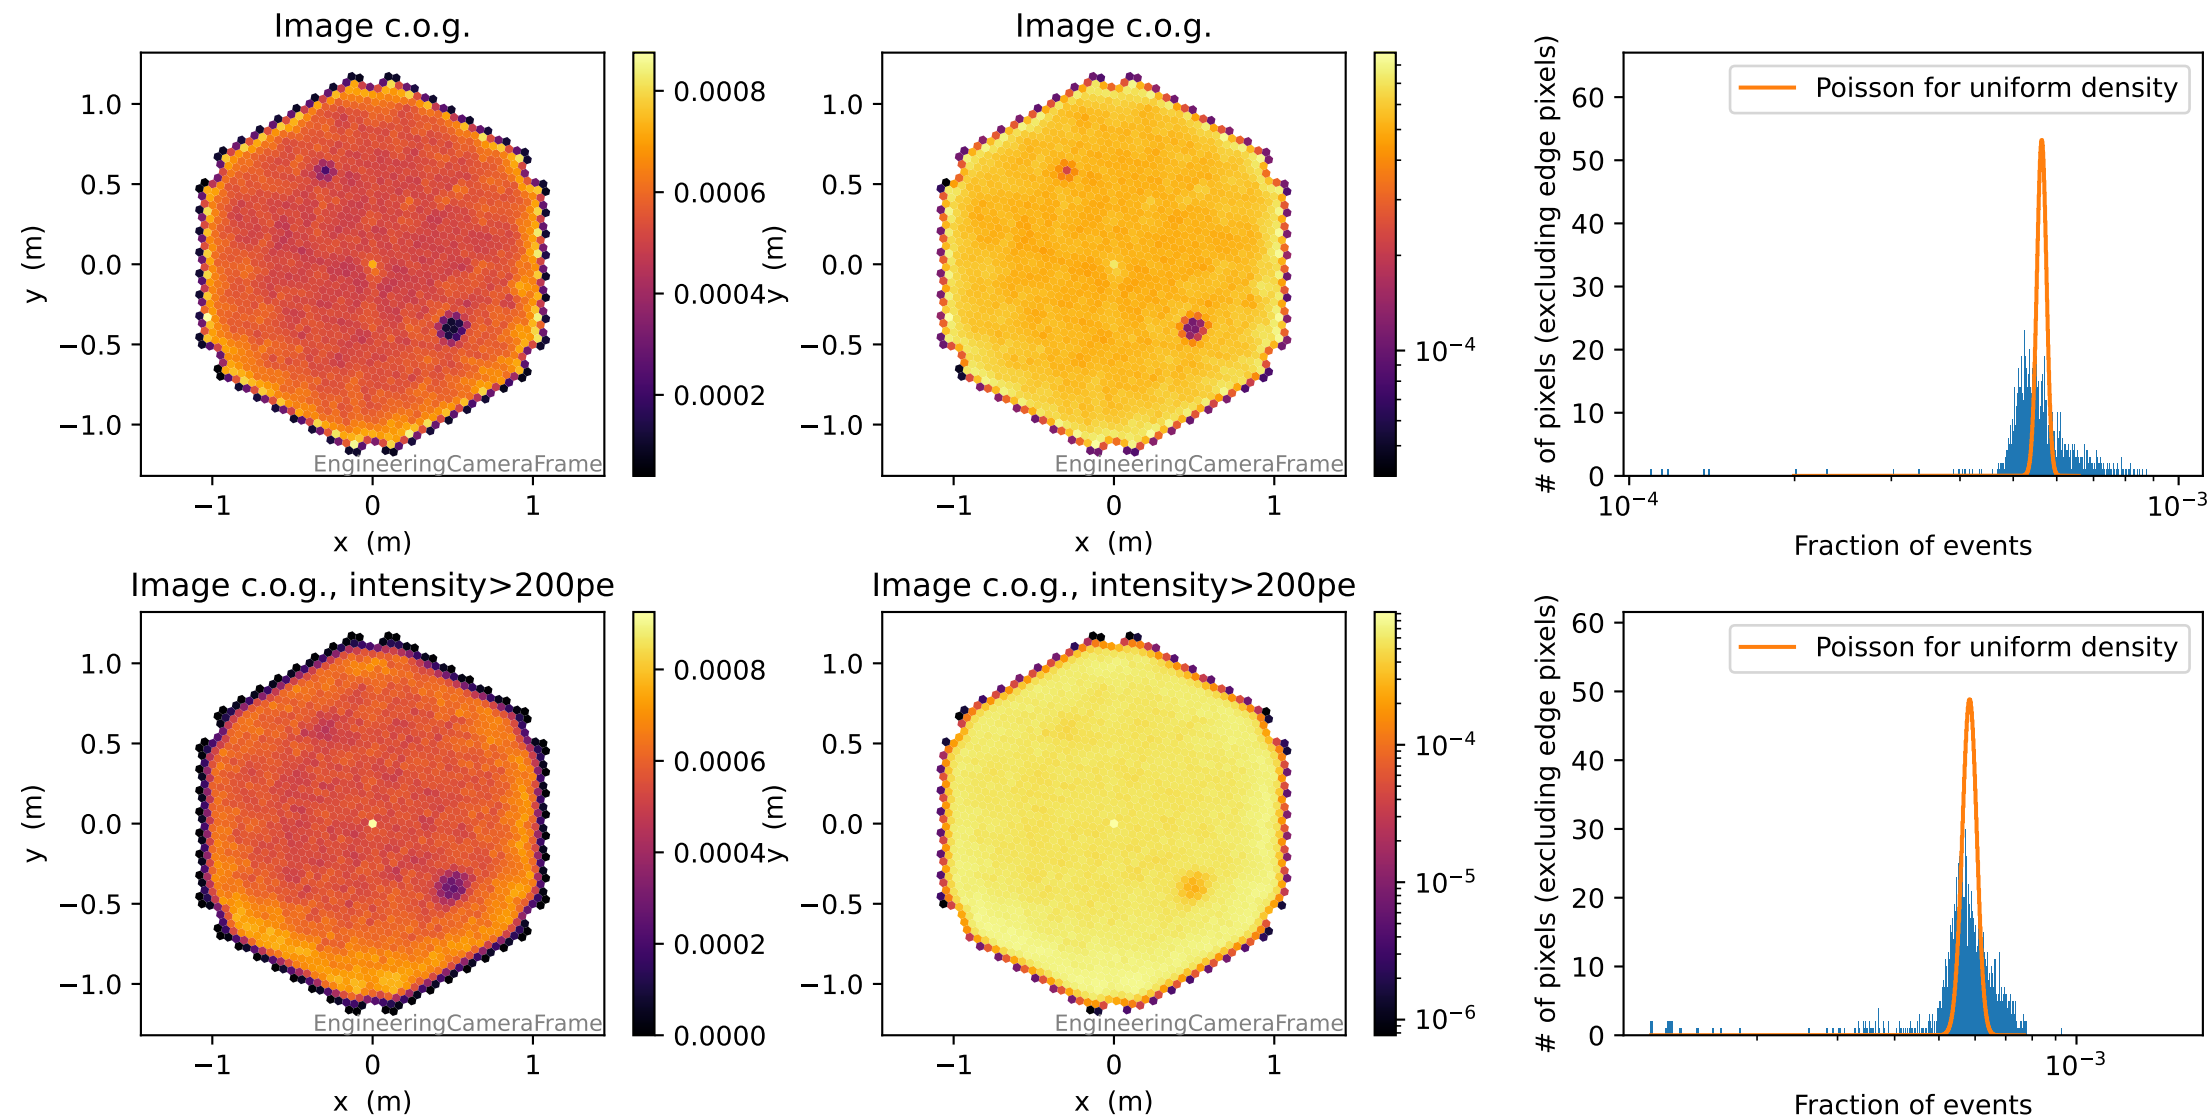 Image c.o.g.
1.0
0.5
0.0
−0.5
−1.0
y (m)
−1
0
1
x (m)
EngineeringCameraFrame
0.0008
0.0006
0.0004
0.0002
Image c.o.g.
1.0
0.5
0.0
−0.5
−1.0
y (m)
−1
0
1
x (m)
EngineeringCameraFrame
10⁻⁴
Poisson for uniform density
# of pixels (excluding edge pixels)
60
50
40
30
20
10
0
10⁻⁴
10⁻³
Fraction of events
Image c.o.g., intensity>200pe
1.0
0.5
0.0
−0.5
−1.0
y (m)
−1
0
1
x (m)
EngineeringCameraFrame
0.0008
0.0006
0.0004
0.0002
0.0000
Image c.o.g., intensity>200pe
1.0
0.5
0.0
−0.5
−1.0
y (m)
−1
0
1
x (m)
EngineeringCameraFrame
10⁻⁴
10⁻⁵
10⁻⁶
Poisson for uniform density
# of pixels (excluding edge pixels)
60
50
40
30
20
10
0
10⁻³
Fraction of events